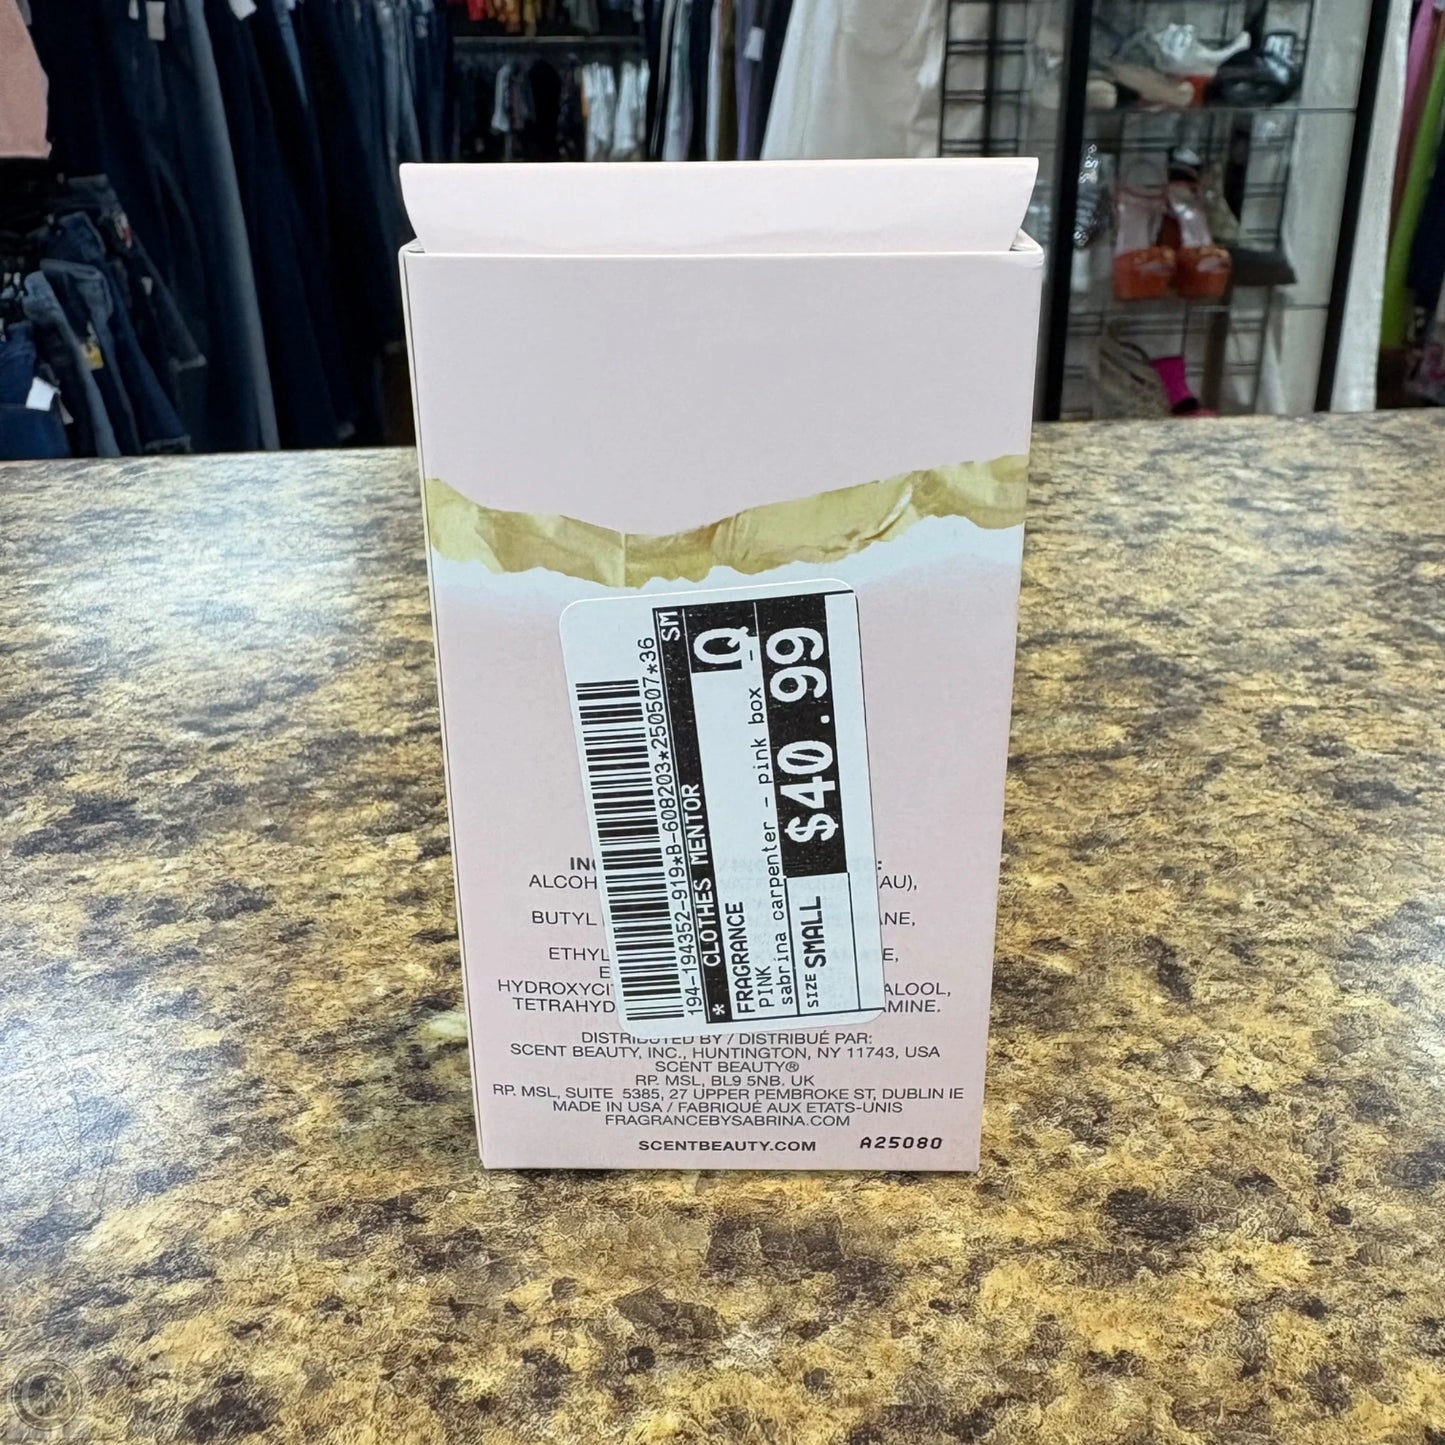 194-194352-919*B-608203*250507*36
SM
* CLOTHES MENTOR
IQ
FRAGRANCE
PINK
sabrina carpenter - pink box -
SIZE SMALL
$40.99
ALCOH AU),
BUTYL ANE,
ETHYL E,
E
HYDROXYCIT ALOOL,
TETRAHYD AMINE.
DISTRIBUTED BY / DISTRIBUÉ PAR:
SCENT BEAUTY, INC., HUNTINGTON, NY 11743, USA
SCENT BEAUTY®
RP. MSL, BL9 5NB. UK
RP. MSL, SUITE 5385, 27 UPPER PEMBROKE ST, DUBLIN IE
MADE IN USA / FABRIQUÉ AUX ETATS-UNIS
FRAGRANCEBYSABRINA.COM
SCENTBEAUTY.COM A25080